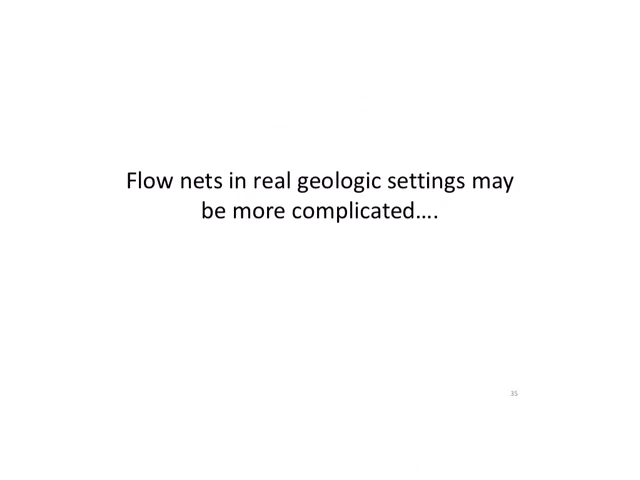 Flow nets in real geologic settings may
be more complicated….
35